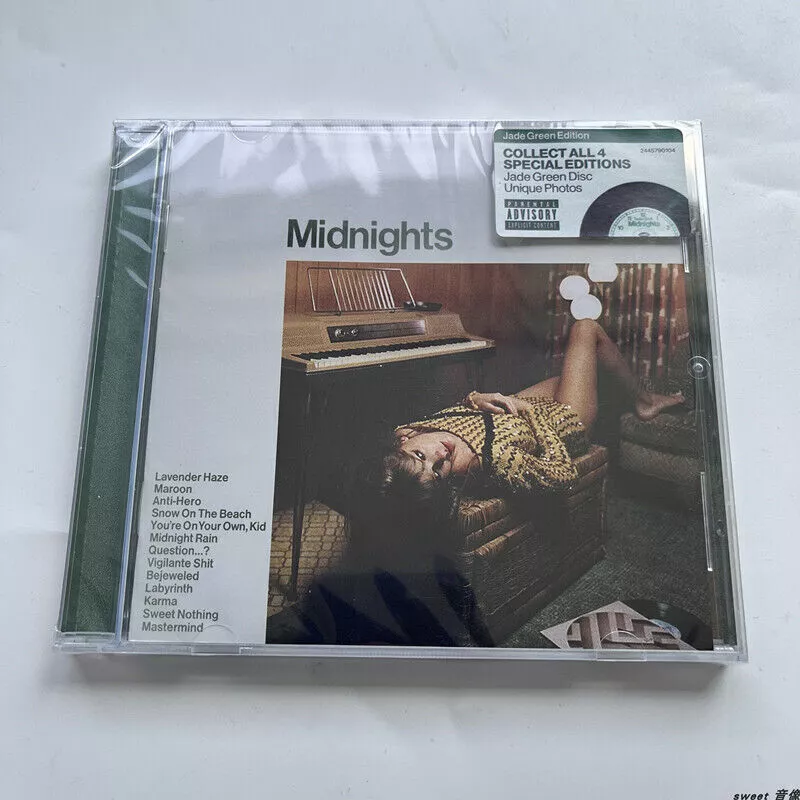 Jade Green Edition
COLLECT ALL 4
SPECIAL EDITIONS
2445790104
Jade Green Disc
Unique Photos
PARENTAL
ADVISORY
EXPLICIT CONTENT
Midnights
Midnights
Lavender Haze
Maroon
Anti-Hero
Snow On The Beach
You're On Your Own, Kid
Midnight Rain
Question...?
Vigilante Shit
Bejeweled
Labyrinth
Karma
Sweet Nothing
Mastermind
sweet 音像